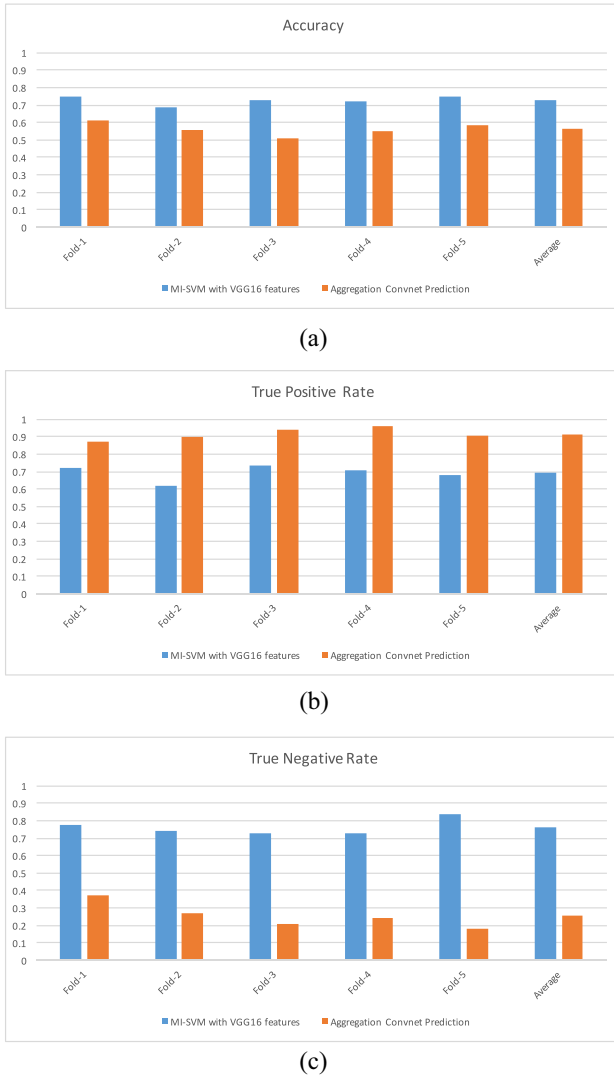 Accuracy
1
0.9
0.8
0.7
0.6
0.5
0.4
0.3
0.2
0.1
0
Fold-1 Fold-2 Fold-3 Fold-4 Fold-5 Average
MI-SVM with VGG16 features Aggregation Convnet Prediction
(a)
True Positive Rate
1
0.9
0.8
0.7
0.6
0.5
0.4
0.3
0.2
0.1
0
Fold-1 Fold-2 Fold-3 Fold-4 Fold-5 Average
MI-SVM with VGG16 features Aggregation Convnet Prediction
(b)
True Negative Rate
1
0.9
0.8
0.7
0.6
0.5
0.4
0.3
0.2
0.1
0
Fold-1 Fold-2 Fold-3 Fold-4 Fold-5 Average
MI-SVM with VGG16 features Aggregation Convnet Prediction
(c)